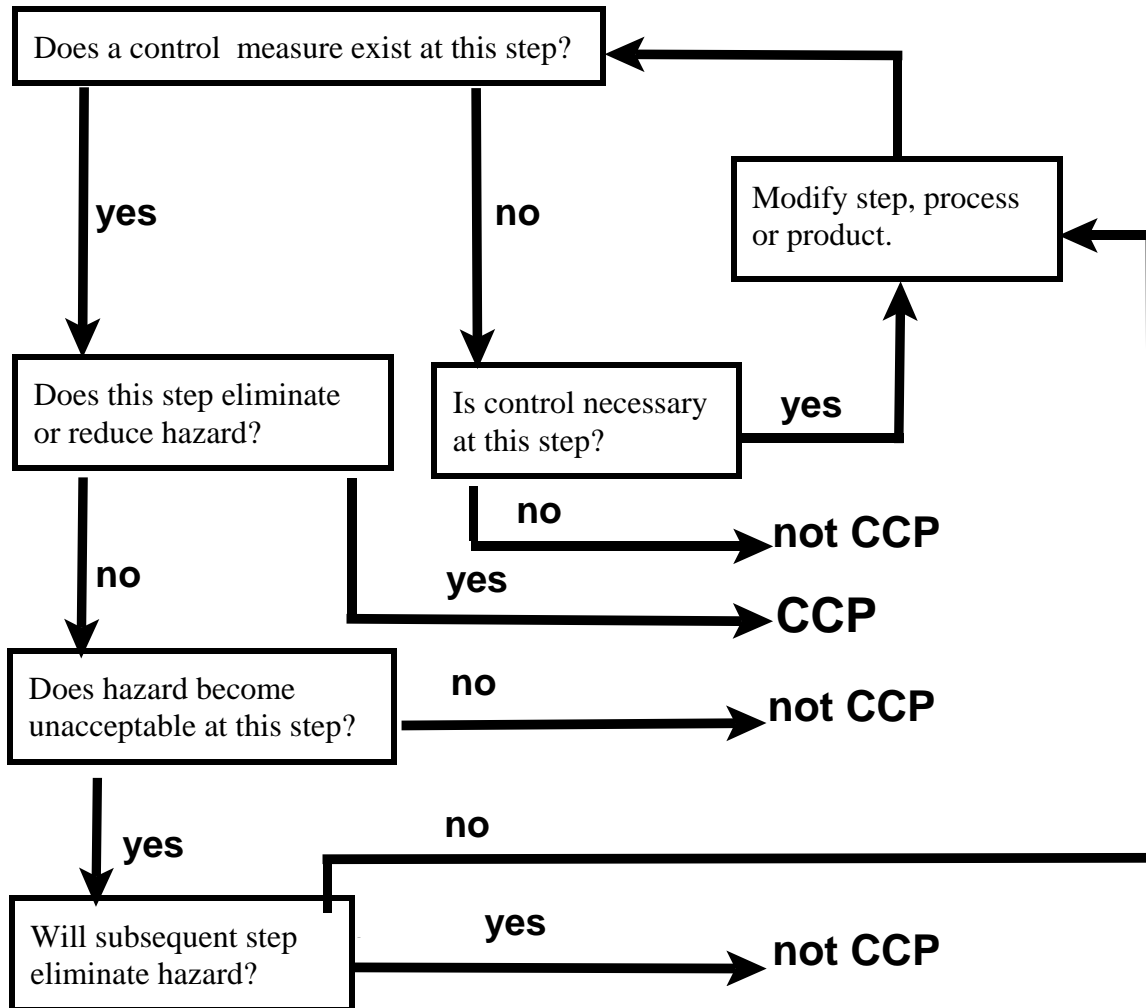 Does a control  measure exist at this step?
yes
no
Modify step, process
or product.
Does this step eliminate
or reduce hazard?
Is control necessary
at this step?
yes
no
not CCP
no
yes
CCP
Does hazard become
unacceptable at this step?
no
not CCP
yes
no
Will subsequent step
eliminate hazard?
yes
not CCP